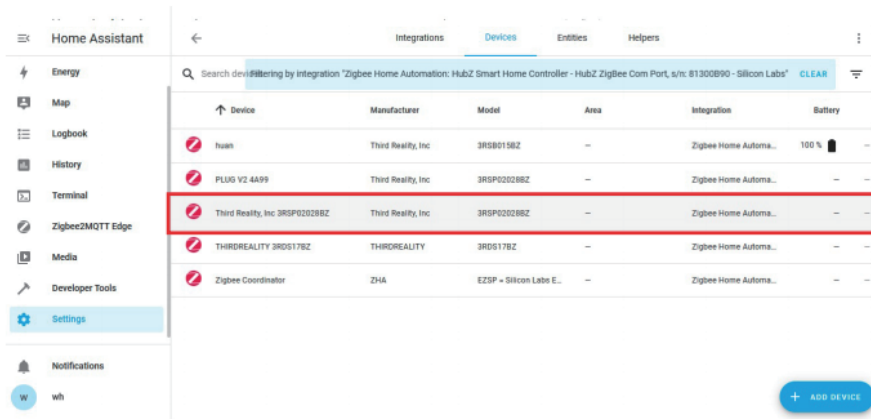 Home Assistant
Integrations Devices Entities Helpers
Energy
Search devi Filtering by integration "Zigbee Home Automation: HubZ Smart Home Controller - HubZ ZigBee Com Port, s/n: 81300B90 - Silicon Labs" CLEAR
Map
Device Manufacturer Model Area Integration Battery
Logbook
huan Third Reality, Inc 3RSB015BZ – Zigbee Home Automa... 100 % –
History
PLUG V2 4A99 Third Reality, Inc 3RSP02028BZ – Zigbee Home Automa... – –
Terminal
Third Reality, Inc 3RSP02028BZ Third Reality, Inc 3RSP02028BZ – Zigbee Home Automa... – –
Zigbee2MQTT Edge
THIRDREALITY 3RDS17BZ THIRDREALITY 3RDS17BZ – Zigbee Home Automa... – –
Media
Zigbee Coordinator ZHA EZSP = Silicon Labs E... – Zigbee Home Automa... – –
Developer Tools
Settings
Notifications
W wh
+ ADD DEVICE